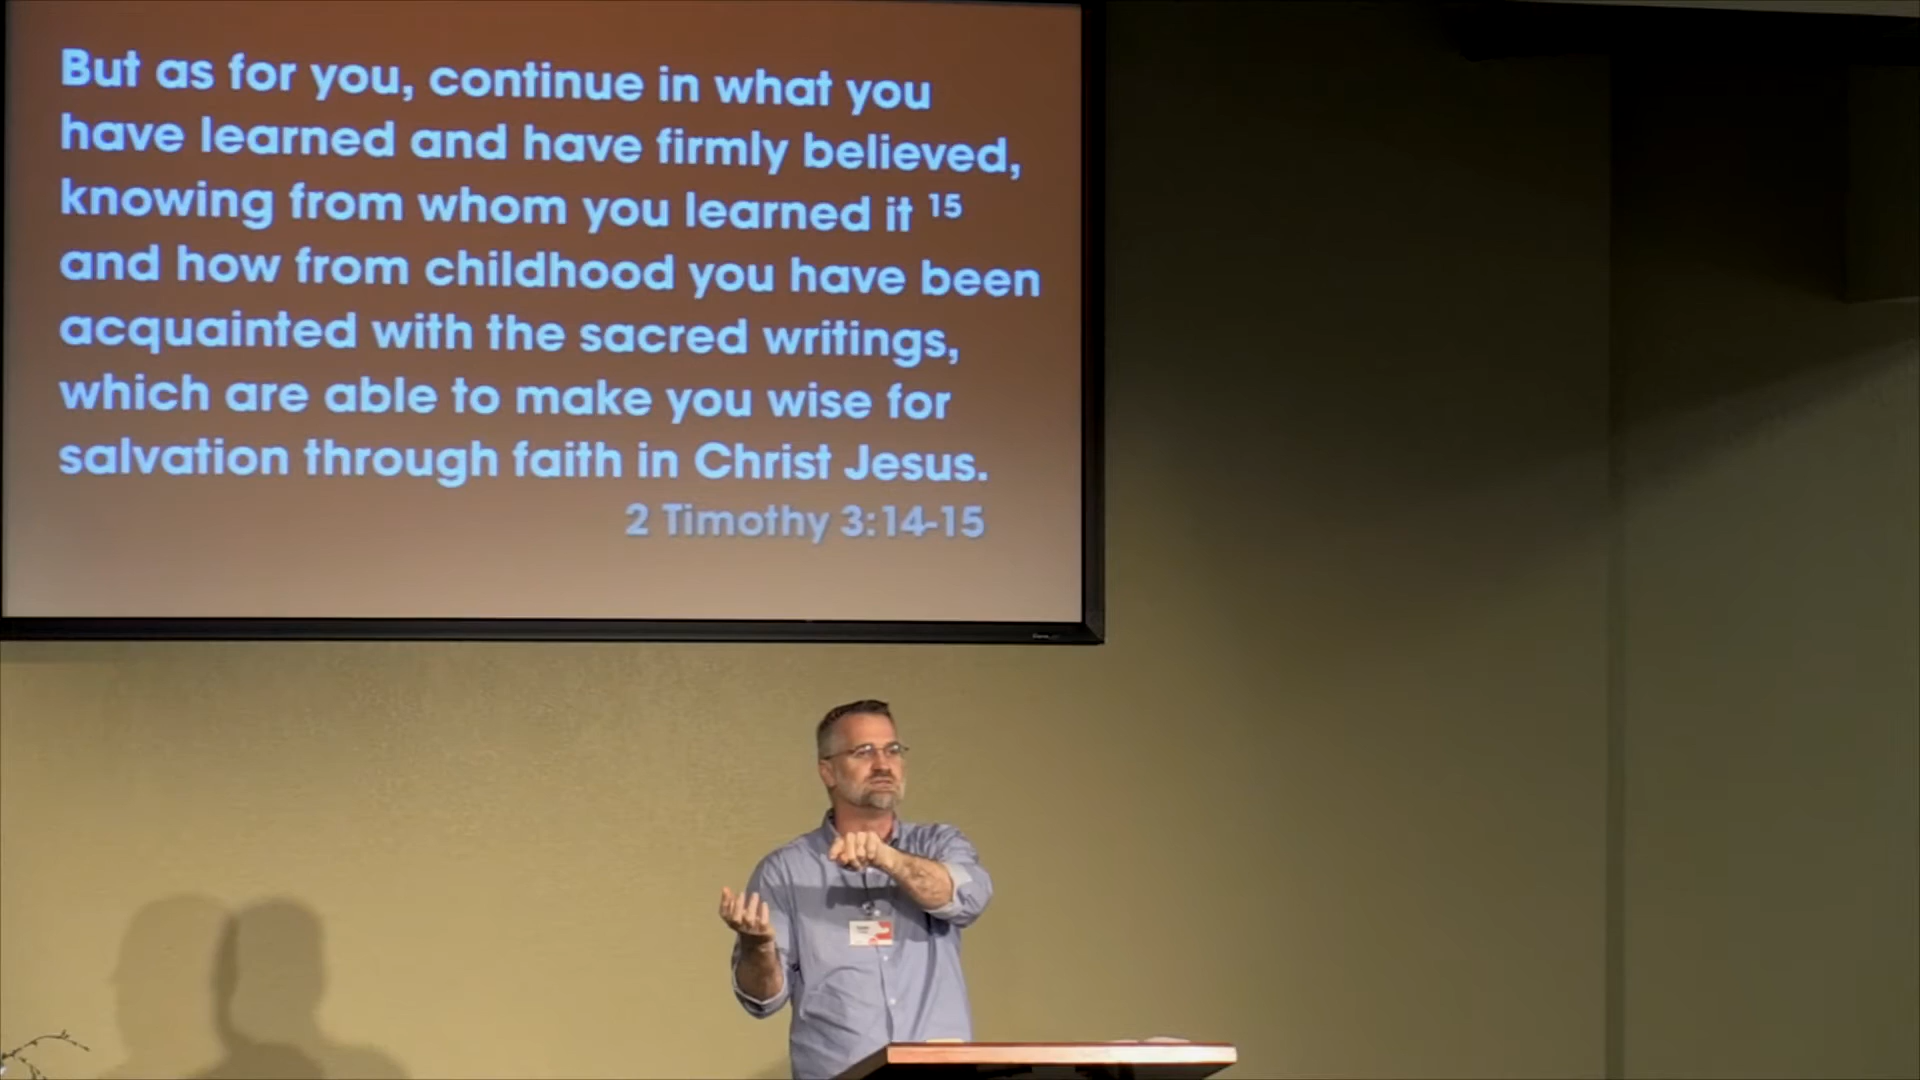 But as for you, continue in what you
have learned and have firmly believed,
knowing from whom you learned it 15
and how from childhood you have been
acquainted with the sacred writings,
which are able to make you wise for
salvation through faith in Christ Jesus.
2 Timothy 3:14-15